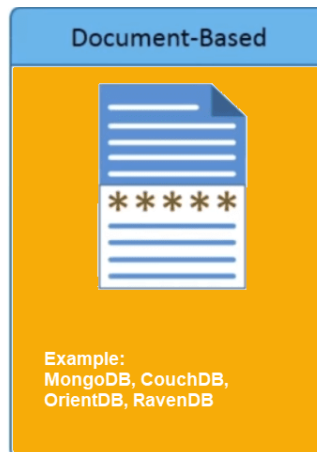 Document-Based
*****
Example:
MongoDB, CouchDB,
OrientDB, RavenDB